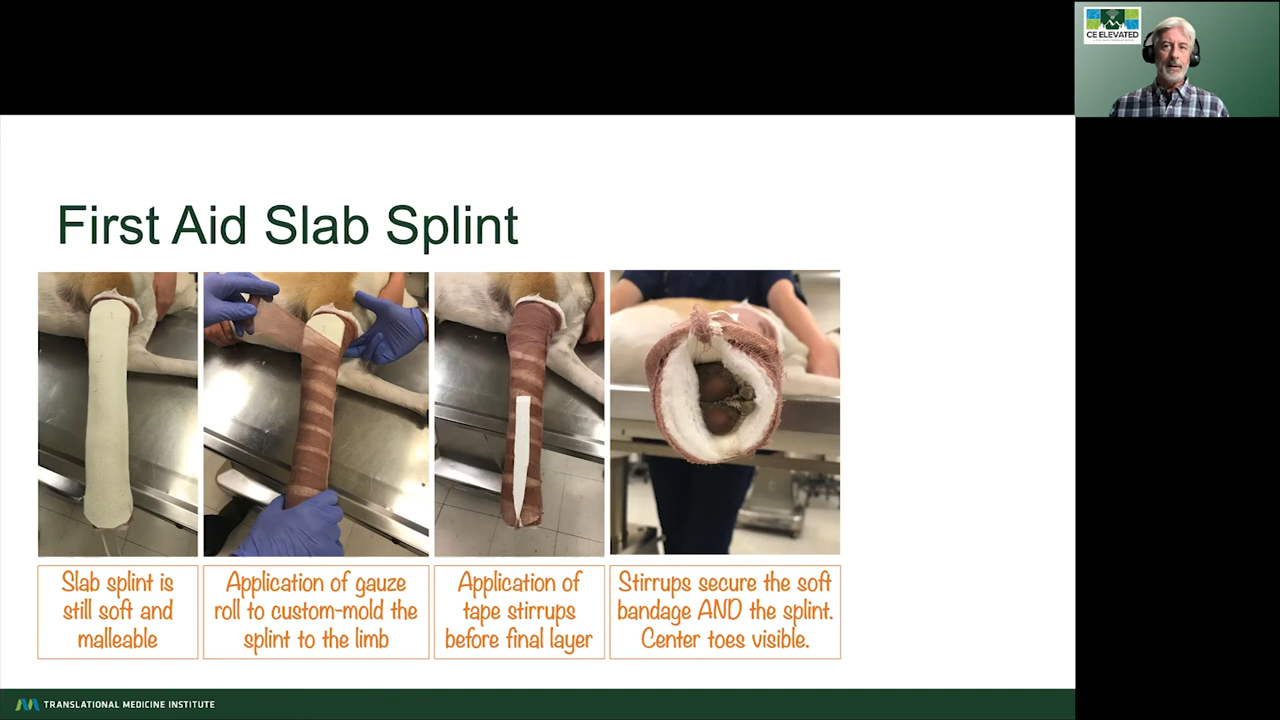 CE ELEVATED
First Aid Slab Splint
Slab splint is
still soft and
malleable
Application of gauze
roll to custom-mold the
splint to the limb
Application of
tape stirrups
before final layer
Stirrups secure the soft
bandage AND the splint.
Center toes visible.
TRANSLATIONAL MEDICINE INSTITUTE